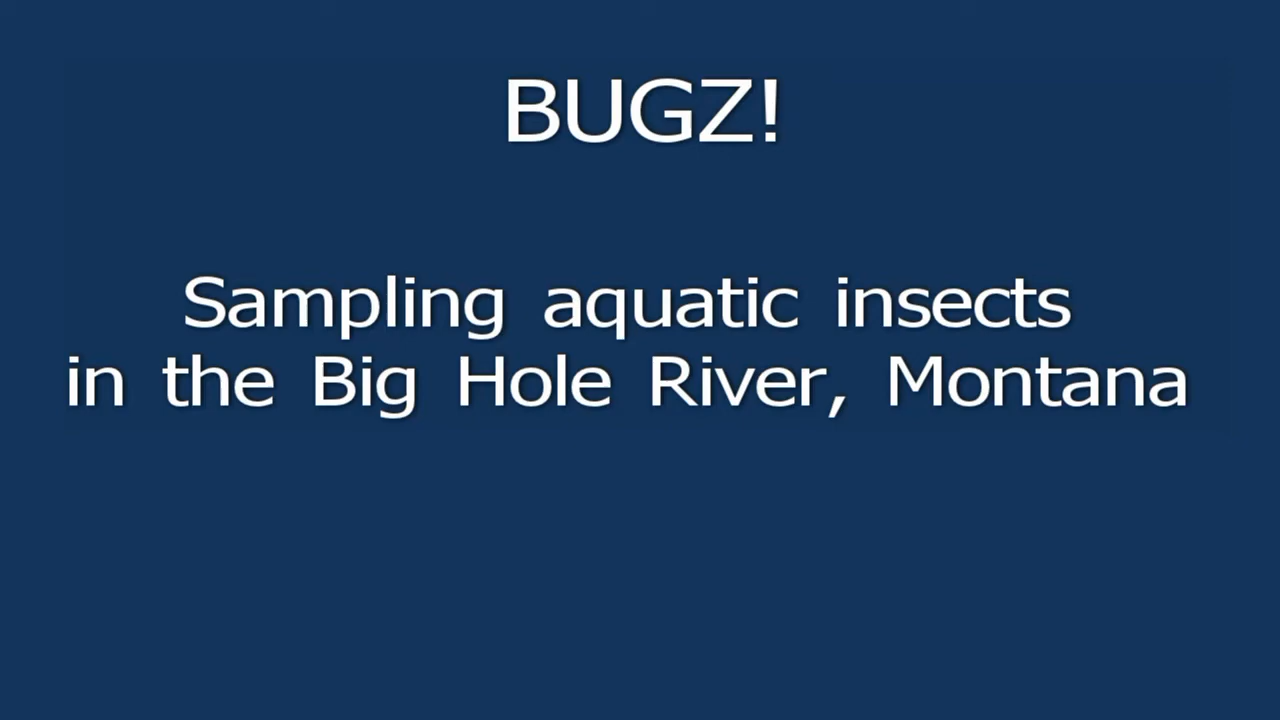 BUGZ!
Sampling aquatic insects
in the Big Hole River, Montana